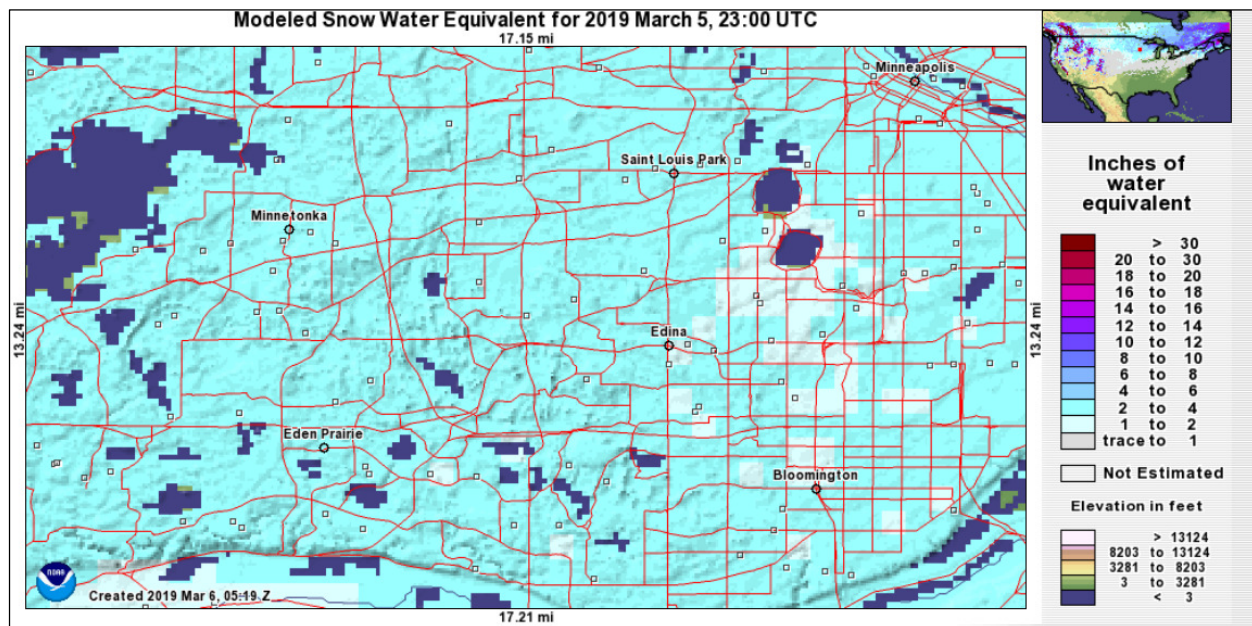 Modeled Snow Water Equivalent for 2019 March 5, 23:00 UTC
17.15 mi
Minneapolis
Saint Louis Park
Minnetonka
13.24 mi
13.24 mi
Edina
Eden Prairie
Bloomington
NOAA
Created 2019 Mar 6, 05:19 Z
17.21 mi
Inches of
water
equivalent
> 30
20 to 30
18 to 20
16 to 18
14 to 16
12 to 14
10 to 12
8 to 10
6 to 8
4 to 6
2 to 4
1 to 2
trace to 1
Not Estimated
Elevation in feet
> 13124
8203 to 13124
3281 to 8203
3 to 3281
< 3